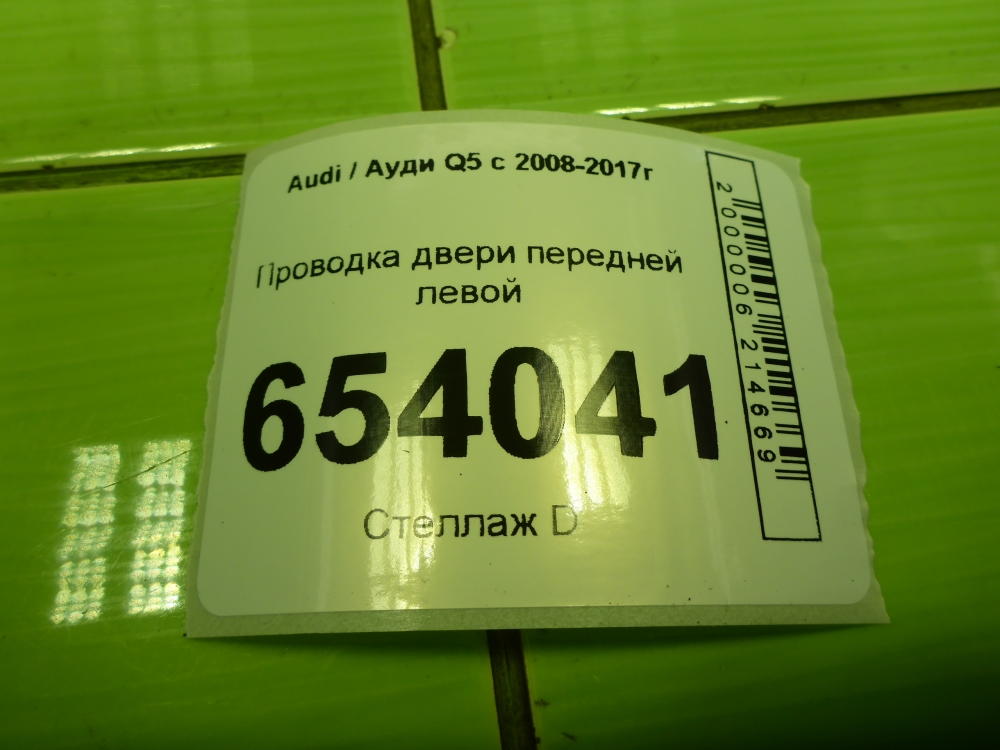 Audi / Ауди Q5 с 2008-2017г
Проводка двери передней
левой
654041
Стеллаж D
2000006214669